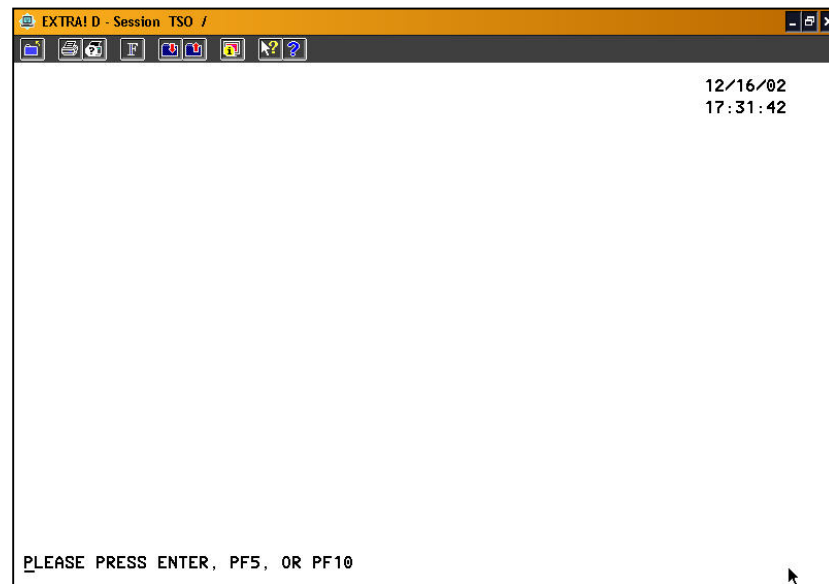 EXTRA! D - Session TSO /
12/16/02
17:31:42
PLEASE PRESS ENTER, PF5, OR PF10